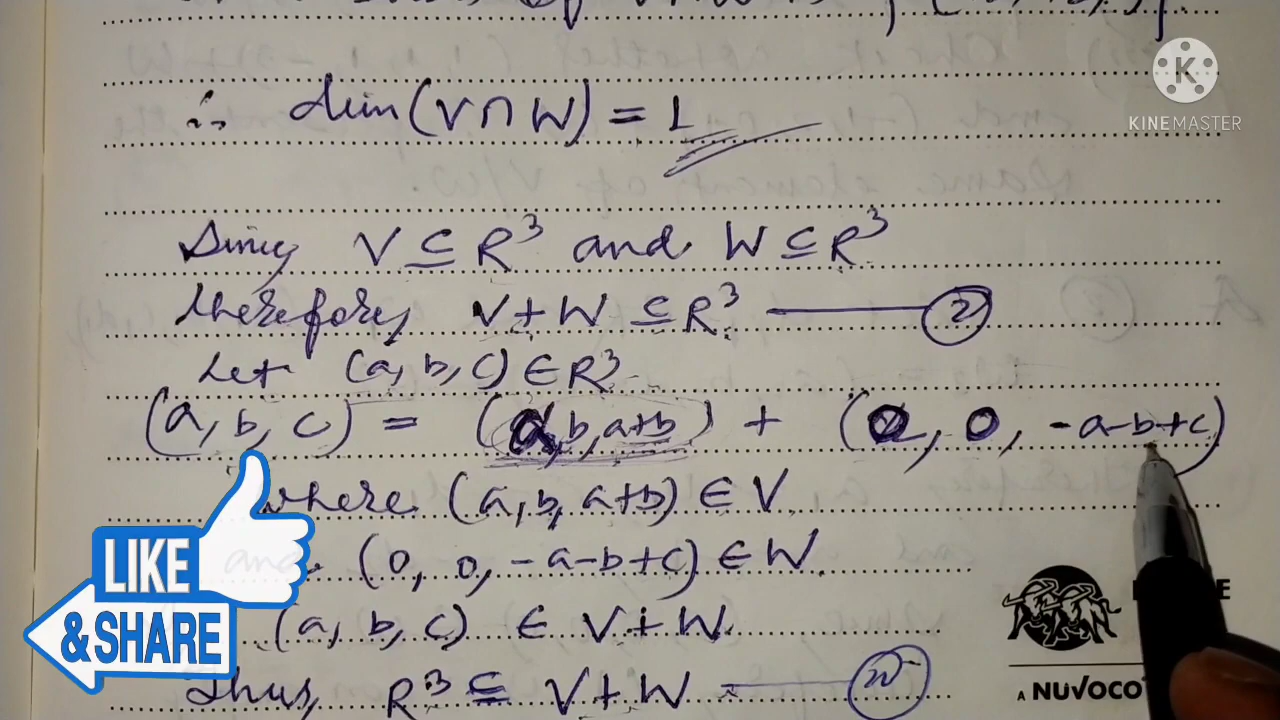 ∴ dim(V∩W) = 1
Since V ⊆ R³ and W ⊆ R³
therefore, V+W ⊆ R³ —— ②
Let (a, b, c) ∈ R³
(a, b, c) = (a, b, a+b) + (0, 0, -a-b+c)
where (a, b, a+b) ∈ V
and (0, 0, -a-b+c) ∈ W.
(a, b, c) ∈ V+W.
Thus, R³ ⊆ V+W ——
KINEMASTER
LIKE
& SHARE
A NUVOCO